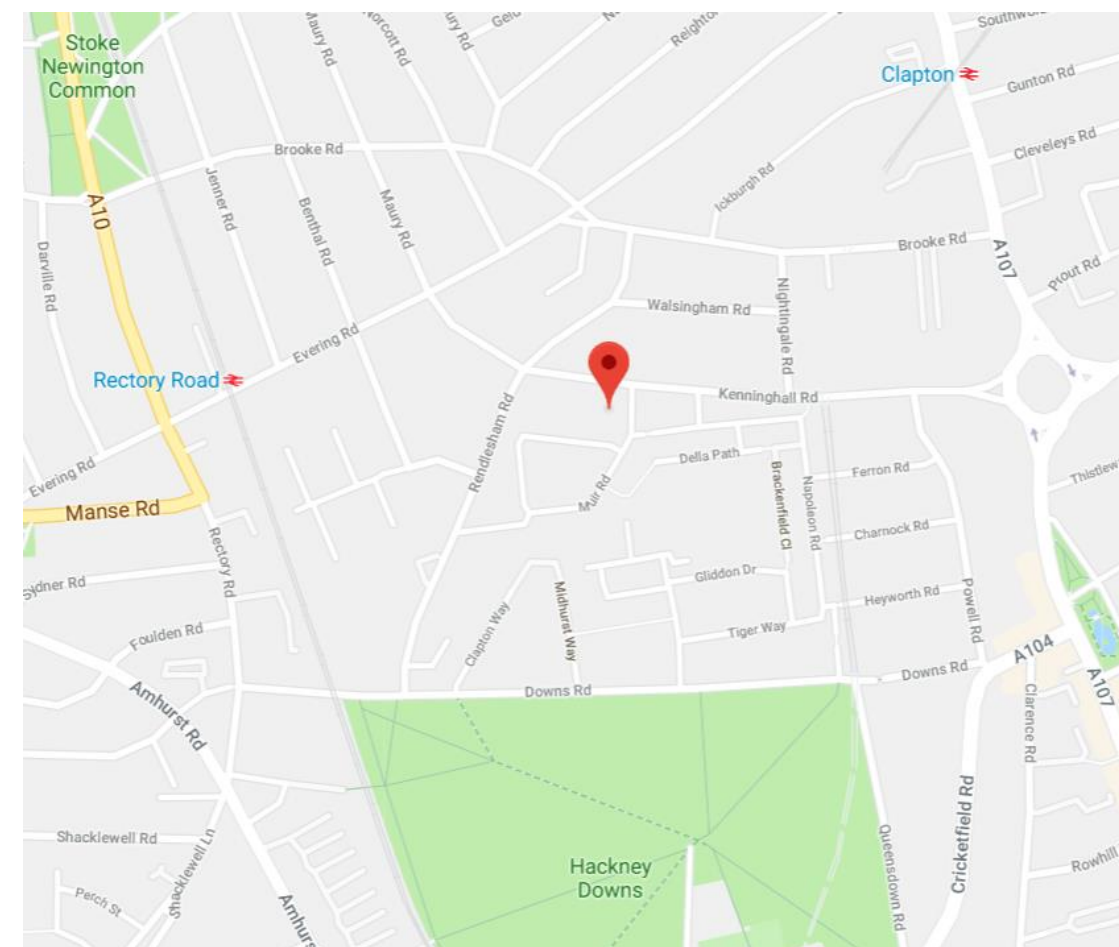 Stoke
Newington
Common
Maury Rd
Norcott Rd
Reighton
Clapton
Gunton Rd
Cleveleys Rd
Brooke Rd
Jenner Rd
Benthal Rd
Maury Rd
Ickburgh Rd
A10
Darville Rd
Brooke Rd
A107
Prout Rd
Walsingham Rd
Nightingale Rd
Evering Rd
Rectory Road
Kenninghall Rd
Rendlesham Rd
Della Path
Brackenfield Cl
Napoleon Rd
Ferron Rd
Evering Rd
Manse Rd
Muir Rd
Charnock Rd
Rectory Rd
Gliddon Dr
Heyworth Rd
Powell Rd
Foulden Rd
Clapton Way
Midhurst Way
Tiger Way
A104
Downs Rd
Downs Rd
Amhurst Rd
A107
Clarence Rd
Shacklewell Rd
Shacklewell Ln
Perch St
Hackney
Downs
Queensdown Rd
Cricketfield Rd
Rowhill